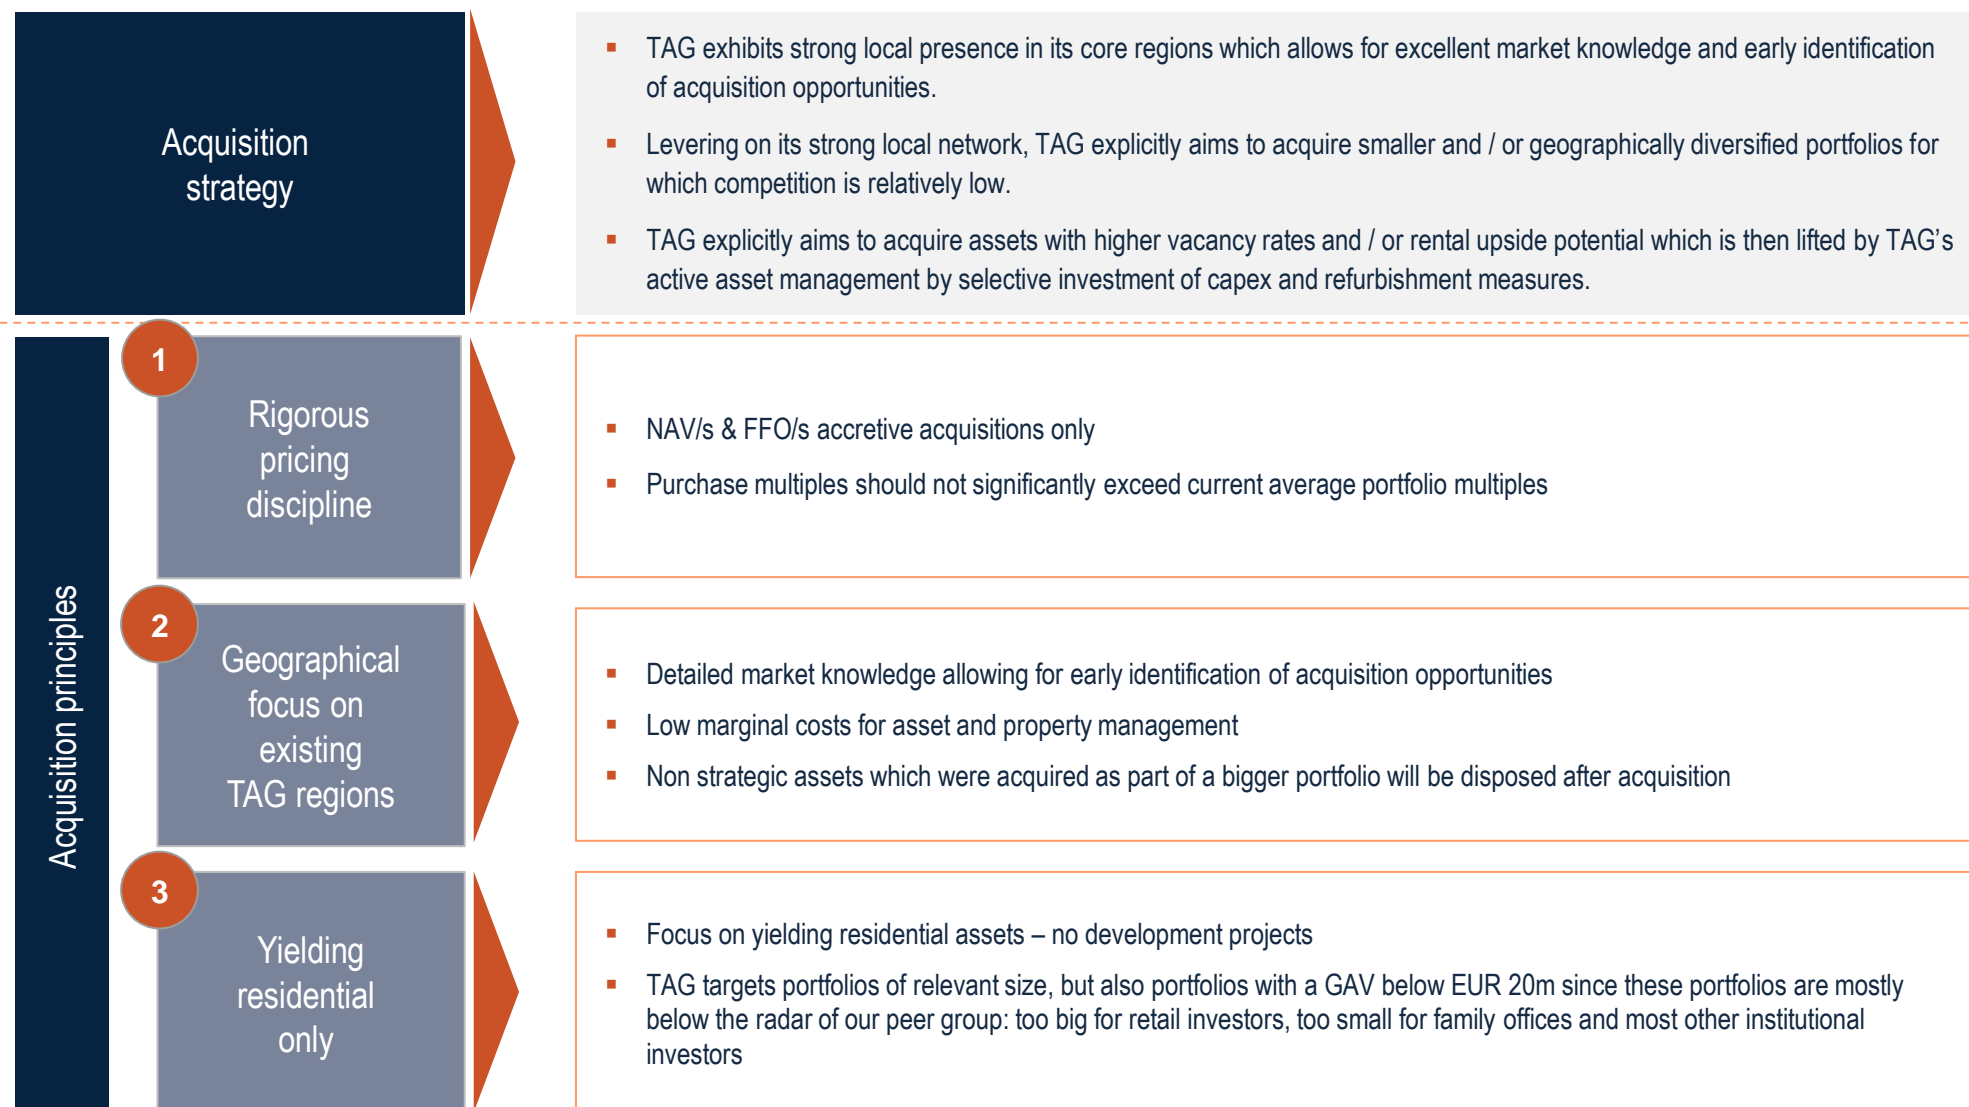 Acquisition
strategy
▪ TAG exhibits strong local presence in its core regions which allows for excellent market knowledge and early identification
of acquisition opportunities.
▪ Levering on its strong local network, TAG explicitly aims to acquire smaller and / or geographically diversified portfolios for
which competition is relatively low.
▪ TAG explicitly aims to acquire assets with higher vacancy rates and / or rental upside potential which is then lifted by TAG's
active asset management by selective investment of capex and refurbishment measures.
Acquisition principles
1
Rigorous
pricing
discipline
▪ NAV/s & FFO/s accretive acquisitions only
▪ Purchase multiples should not significantly exceed current average portfolio multiples
2
Geographical
focus on
existing
TAG regions
▪ Detailed market knowledge allowing for early identification of acquisition opportunities
▪ Low marginal costs for asset and property management
▪ Non strategic assets which were acquired as part of a bigger portfolio will be disposed after acquisition
3
Yielding
residential
only
▪ Focus on yielding residential assets – no development projects
▪ TAG targets portfolios of relevant size, but also portfolios with a GAV below EUR 20m since these portfolios are mostly
below the radar of our peer group: too big for retail investors, too small for family offices and most other institutional
investors